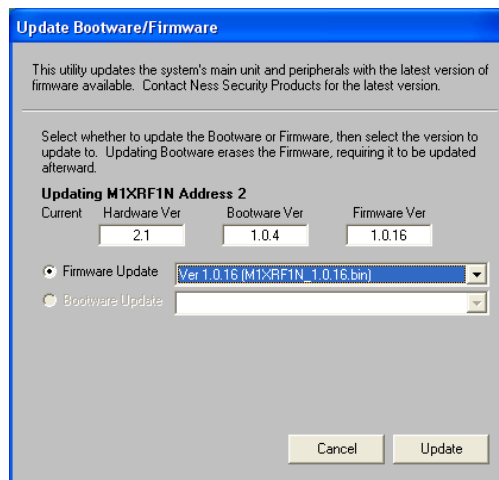 Update Bootware/Firmware
This utility updates the system's main unit and peripherals with the latest version of
firmware available. Contact Ness Security Products for the latest version.
Select whether to update the Bootware or Firmware, then select the version to
update to. Updating Bootware erases the Firmware, requiring it to be updated
afterward.
Updating M1XRF1N Address 2
Current Hardware Ver Bootware Ver Firmware Ver
2.1 1.0.4 1.0.16
Firmware Update Ver 1.0.16 (M1XRF1N_1.0.16.bin)
Bootware Update
Cancel Update